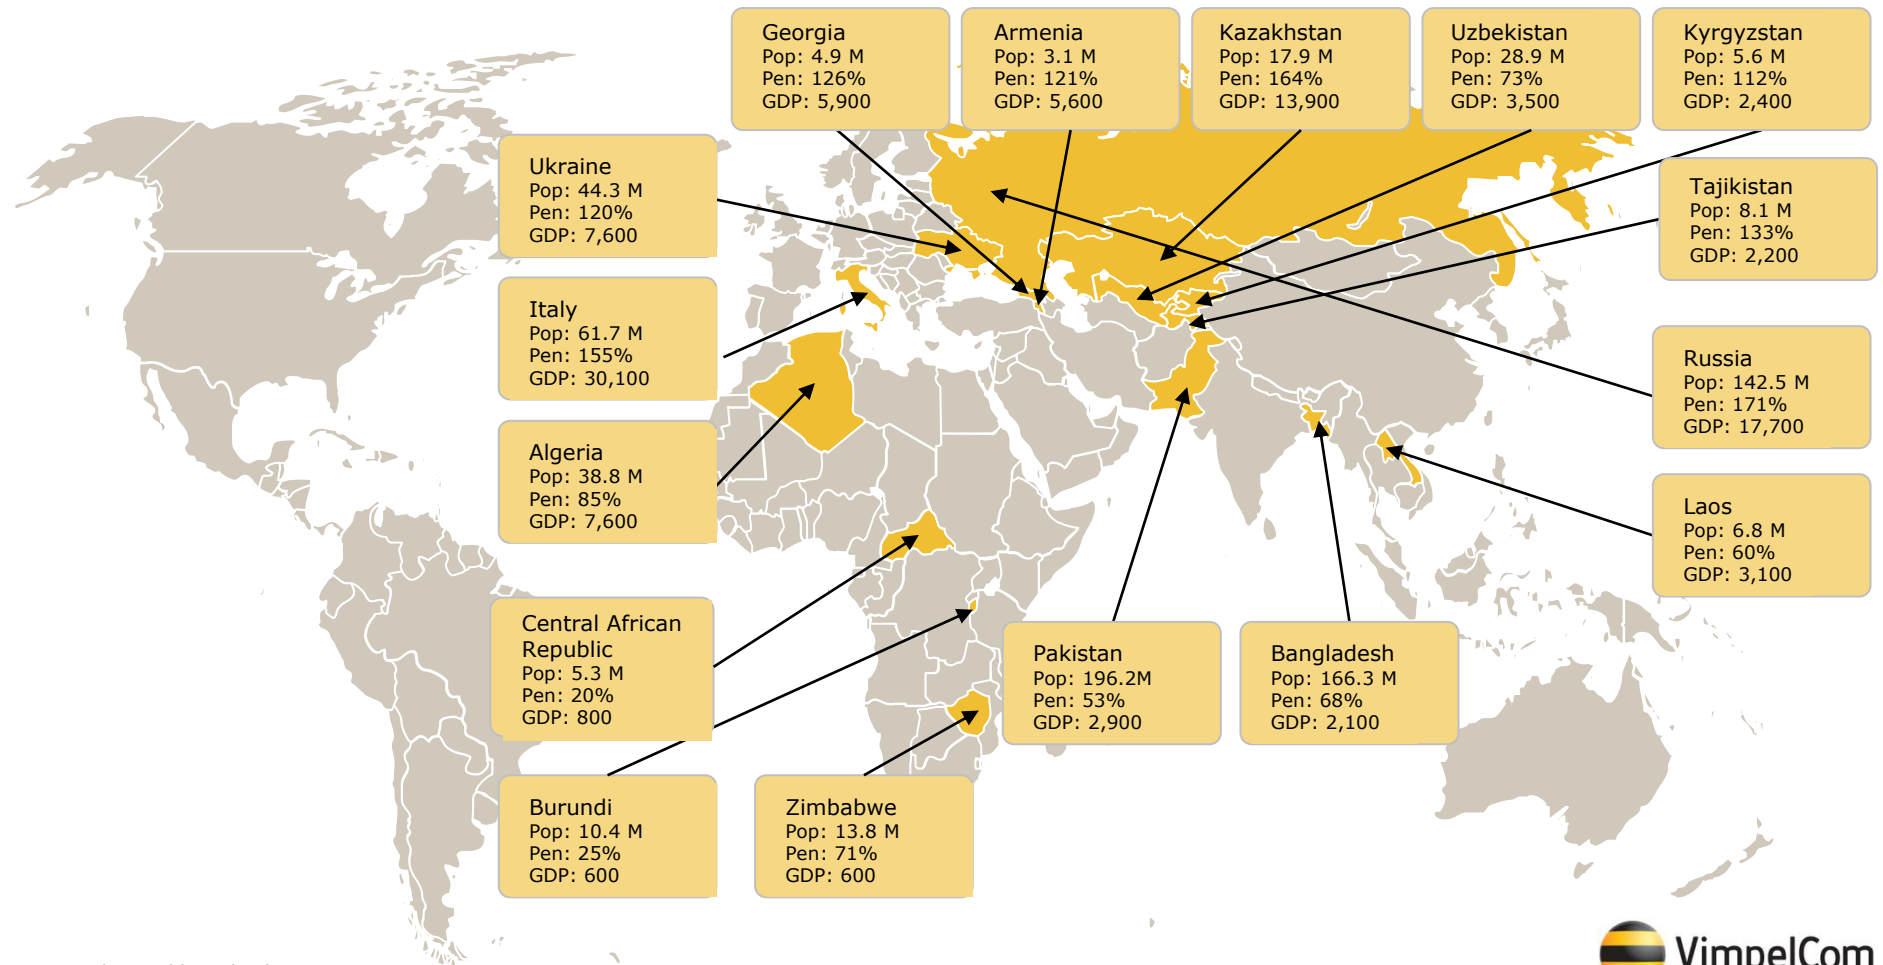 Georgia
Pop: 4.9 M
Pen: 126%
GDP: 5,900
Armenia
Pop: 3.1 M
Pen: 121%
GDP: 5,600
Kazakhstan
Pop: 17.9 M
Pen: 164%
GDP: 13,900
Uzbekistan
Pop: 28.9 M
Pen: 73%
GDP: 3,500
Kyrgyzstan
Pop: 5.6 M
Pen: 112%
GDP: 2,400
Ukraine
Pop: 44.3 M
Pen: 120%
GDP: 7,600
Tajikistan
Pop: 8.1 M
Pen: 133%
GDP: 2,200
Italy
Pop: 61.7 M
Pen: 155%
GDP: 30,100
Russia
Pop: 142.5 M
Pen: 171%
GDP: 17,700
Algeria
Pop: 38.8 M
Pen: 85%
GDP: 7,600
Laos
Pop: 6.8 M
Pen: 60%
GDP: 3,100
Central African
Republic
Pop: 5.3 M
Pen: 20%
GDP: 800
Pakistan
Pop: 196.2M
Pen: 53%
GDP: 2,900
Bangladesh
Pop: 166.3 M
Pen: 68%
GDP: 2,100
Burundi
Pop: 10.4 M
Pen: 25%
GDP: 600
Zimbabwe
Pop: 13.8 M
Pen: 71%
GDP: 600
VimpelCom